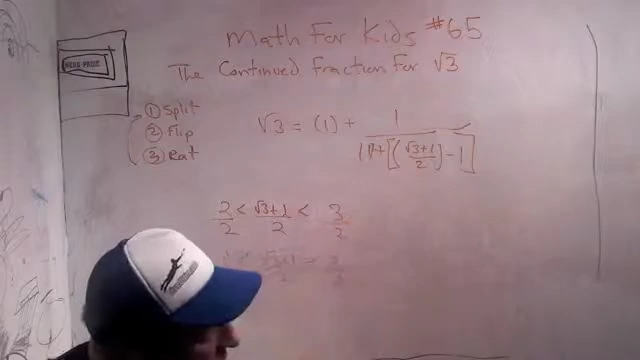 Math For Kids #65
The Continued Fraction For √3
① Split
② Flip
③ Rat
√3 = (1) + 1/((1)+[(√3+1/2)-1])
2/2 < √3+1/2 < 3/2